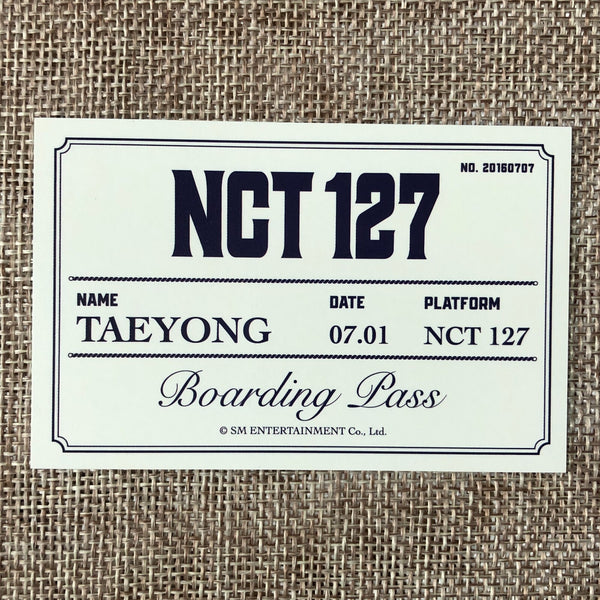 NO. 20160707
NCT 127
NAME DATE PLATFORM
TAEYONG 07.01 NCT 127
Boarding Pass
© SM ENTERTAINMENT Co., Ltd.